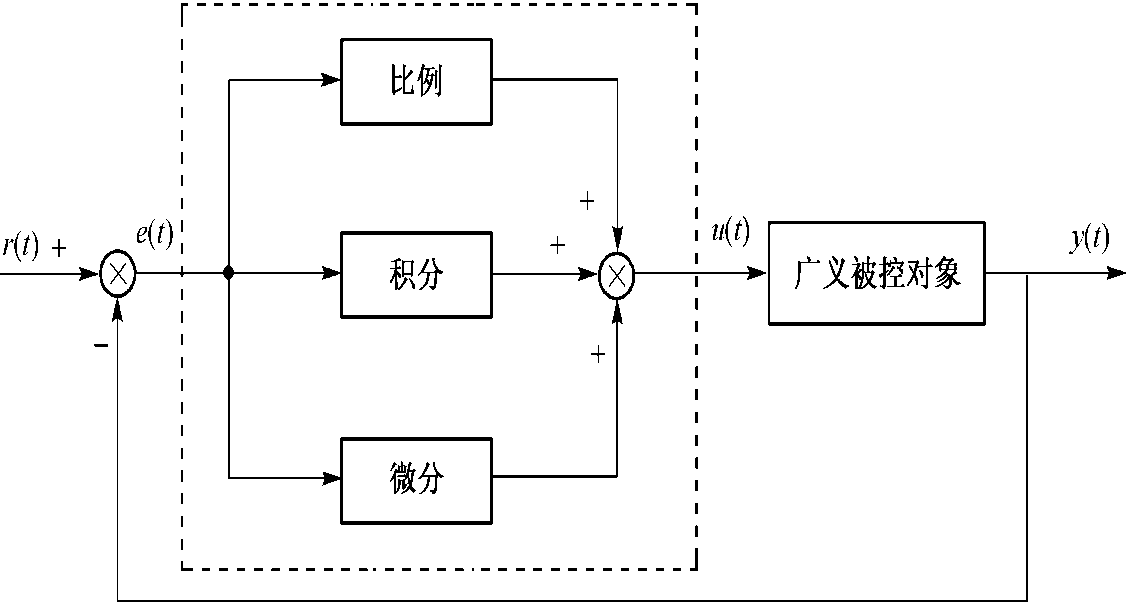 比例
+
r(t) +
e(t)
积分
+
u(t)
广义被控对象
y(t)
−
+
微分